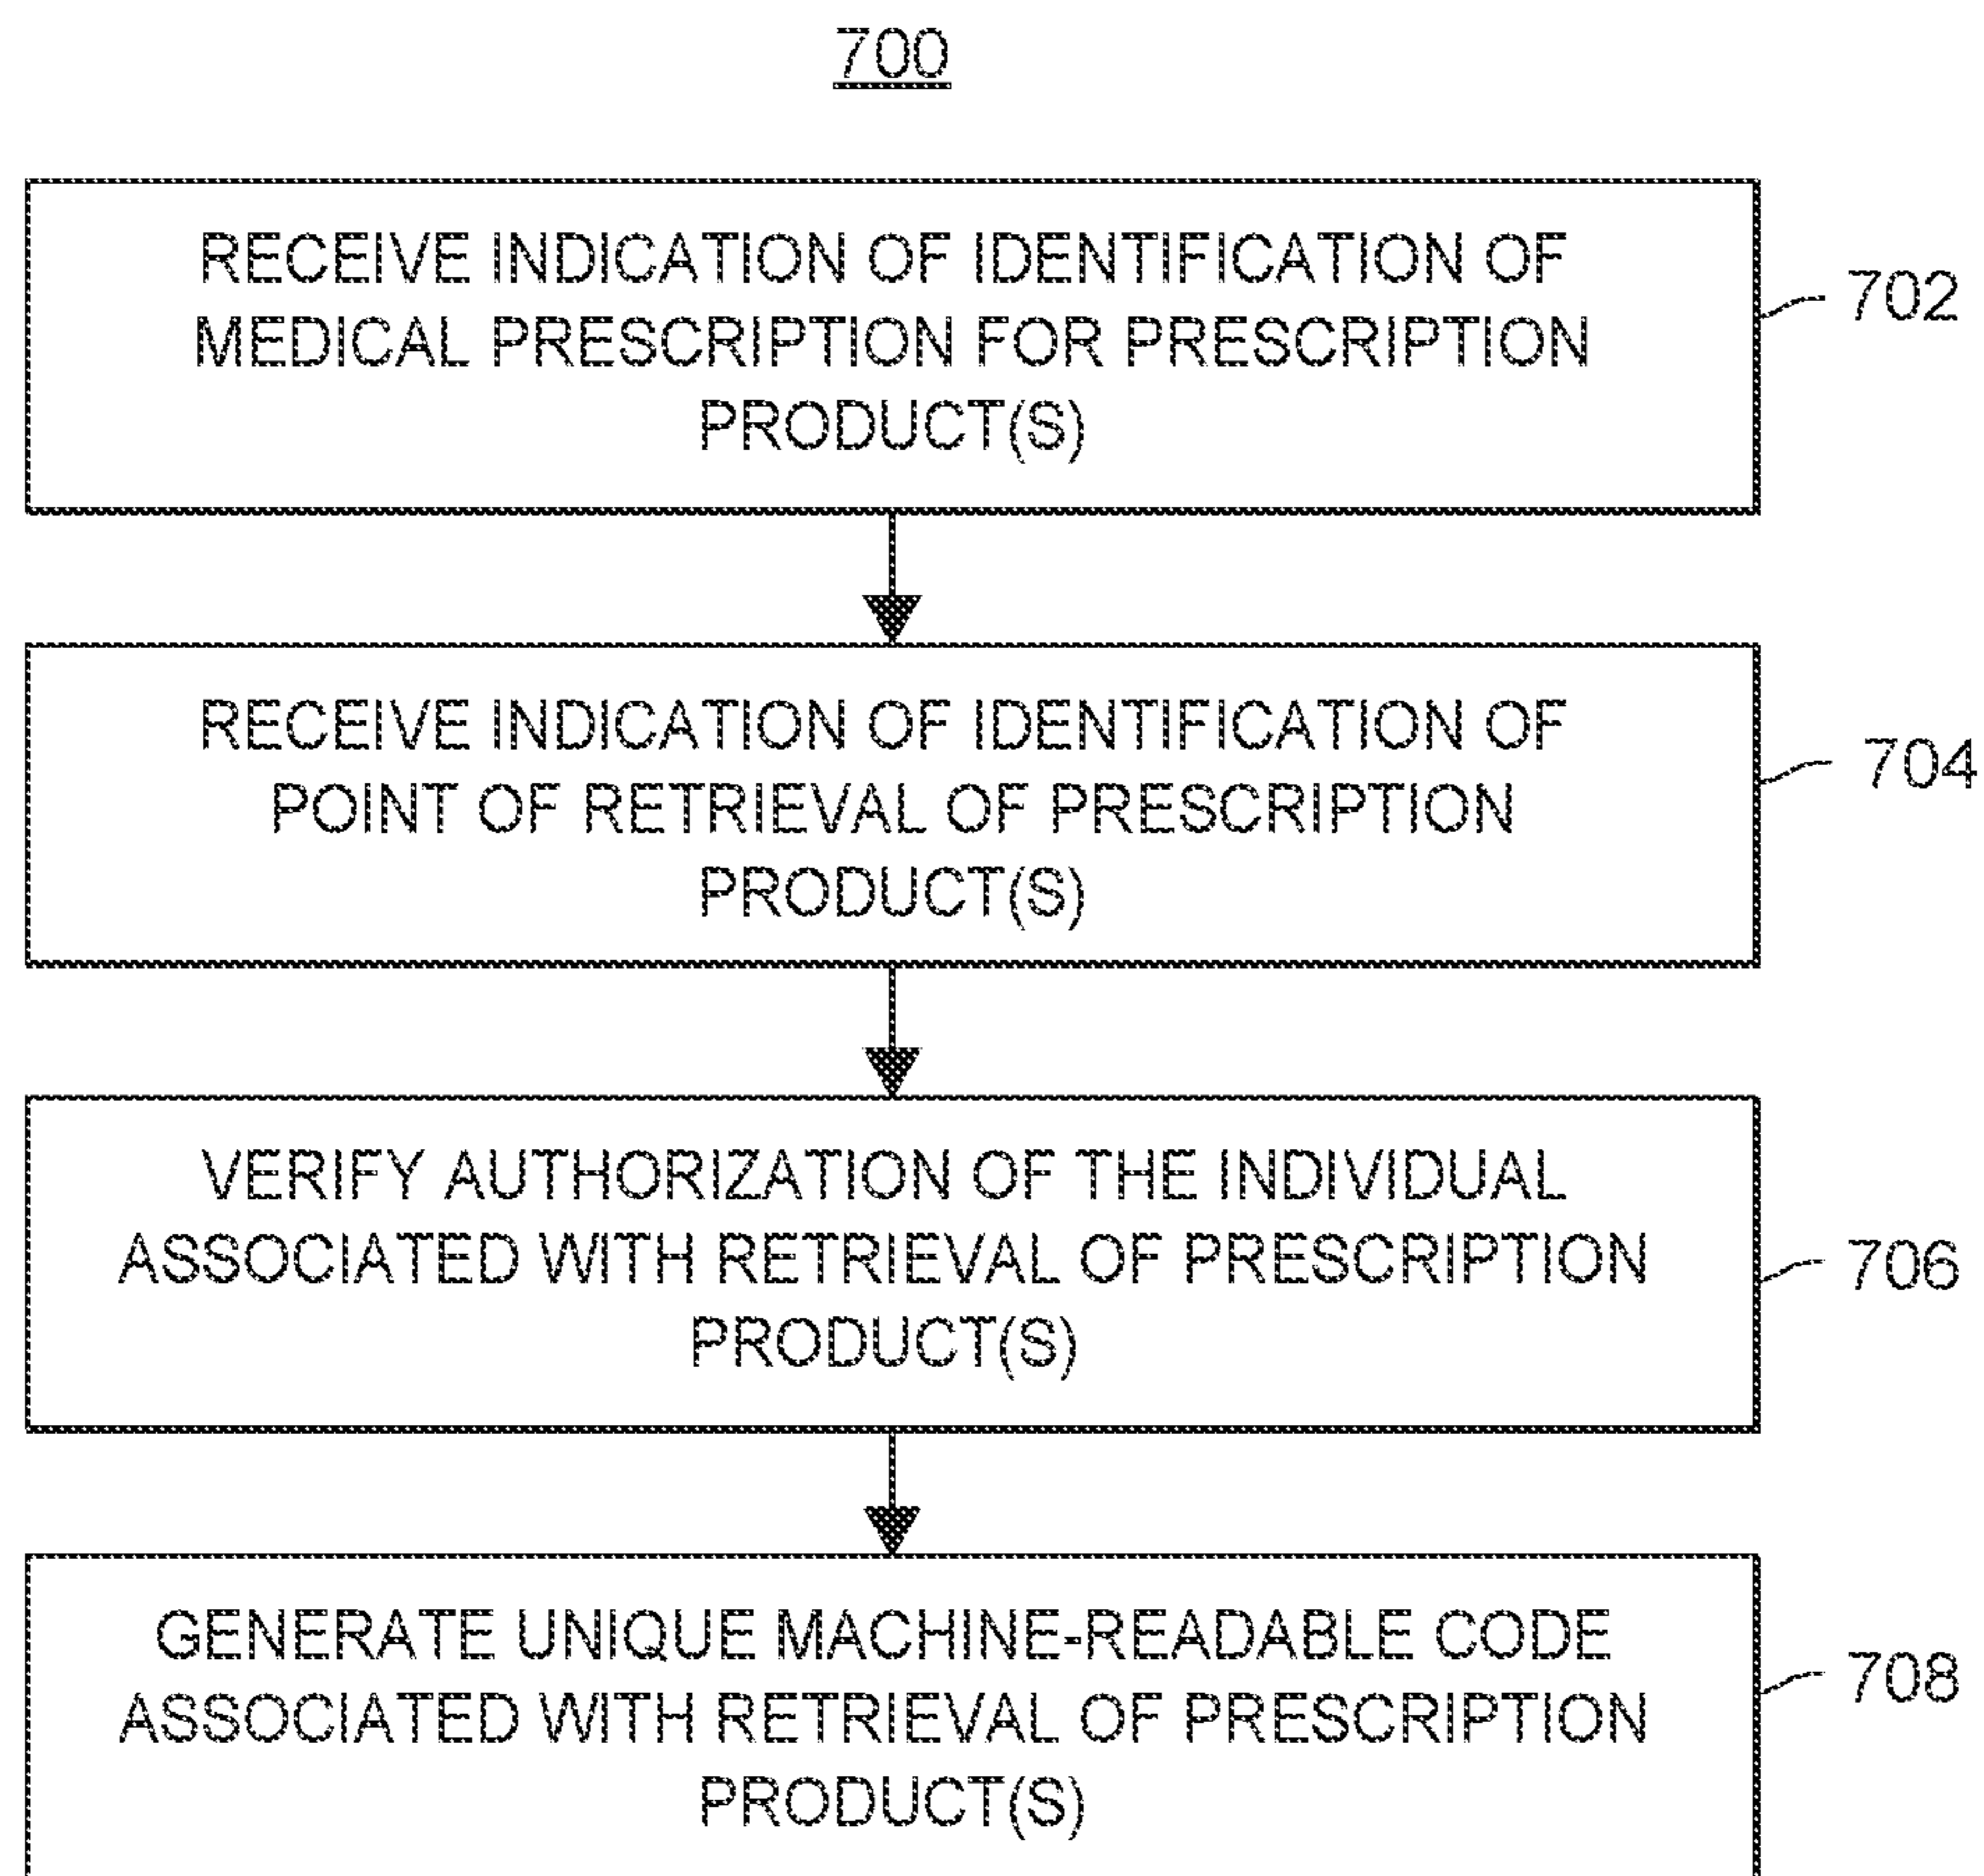 700
RECEIVE INDICATION OF IDENTIFICATION OF
MEDICAL PRESCRIPTION FOR PRESCRIPTION
PRODUCT(S)
702
RECEIVE INDICATION OF IDENTIFICATION OF
POINT OF RETRIEVAL OF PRESCRIPTION
PRODUCT(S)
704
VERIFY AUTHORIZATION OF THE INDIVIDUAL
ASSOCIATED WITH RETRIEVAL OF PRESCRIPTION
PRODUCT(S)
706
GENERATE UNIQUE MACHINE-READABLE CODE
ASSOCIATED WITH RETRIEVAL OF PRESCRIPTION
PRODUCT(S)
708